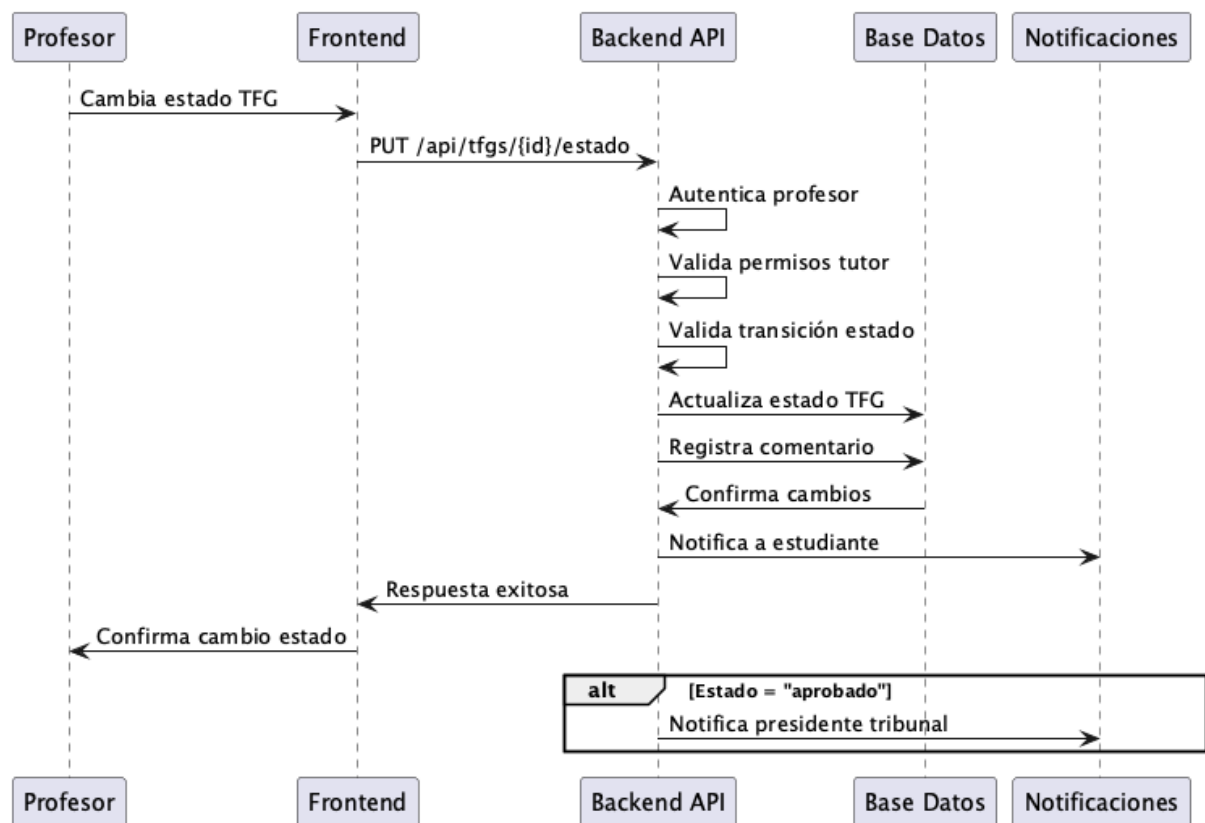 Profesor
Frontend
Backend API
Base Datos
Notificaciones
Cambia estado TFG
PUT /api/tfgs/{id}/estado
Autentica profesor
Valida permisos tutor
Valida transición estado
Actualiza estado TFG
Registra comentario
Confirma cambios
Notifica a estudiante
Respuesta exitosa
Confirma cambio estado
alt [Estado = "aprobado"]
Notifica presidente tribunal
Profesor
Frontend
Backend API
Base Datos
Notificaciones